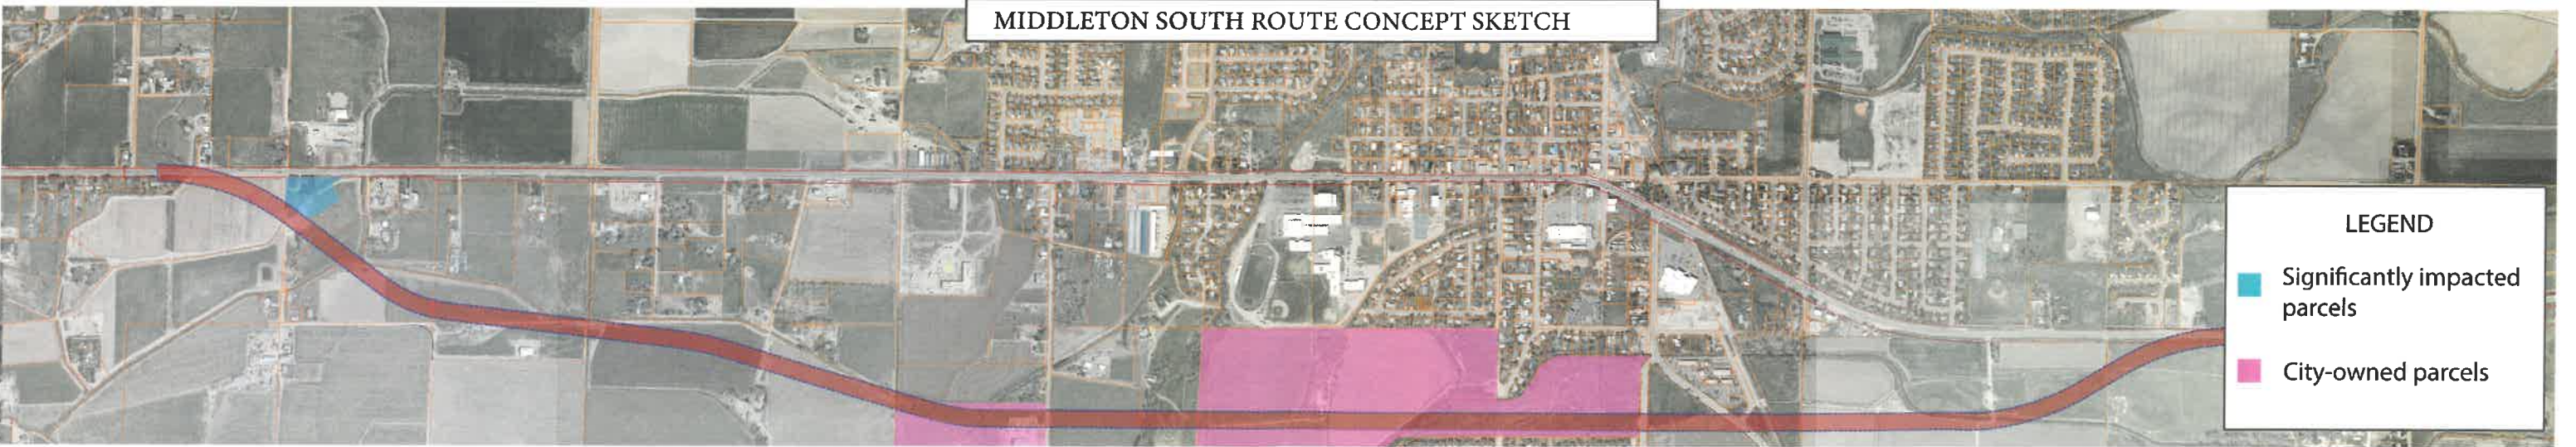 MIDDLETON SOUTH ROUTE CONCEPT SKETCH
LEGEND
Significantly impacted
parcels
City-owned parcels